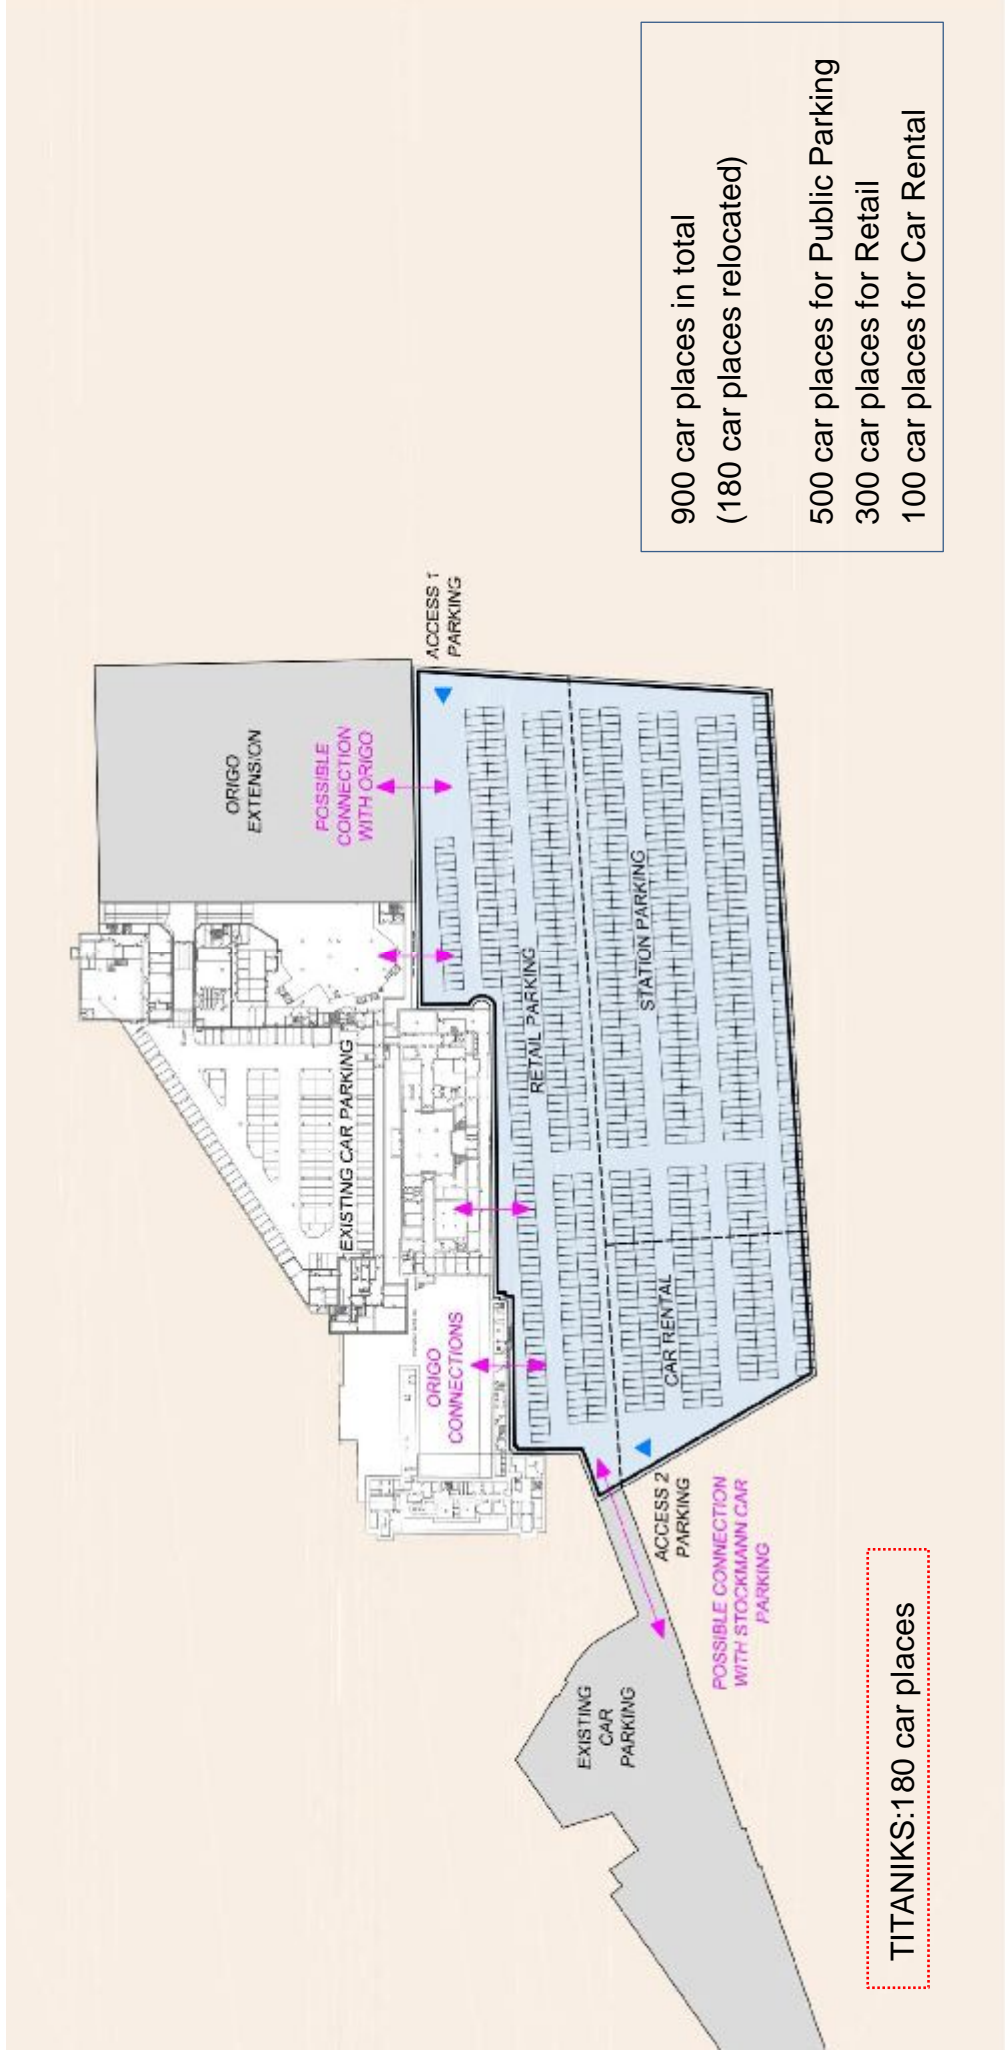 ORIGO
EXTENSION
POSSIBLE
CONNECTION
WITH ORIGO
ACCESS 1
PARKING
EXISTING CAR PARKING
RETAIL PARKING
STATION PARKING
ORIGO
CONNECTIONS
CAR RENTAL
ACCESS 2
PARKING
POSSIBLE CONNECTION
WITH STOCKMANN CAR
PARKING
EXISTING
CAR
PARKING
TITANIKS:180 car places
900 car places in total
(180 car places relocated)
500 car places for Public Parking
300 car places for Retail
100 car places for Car Rental